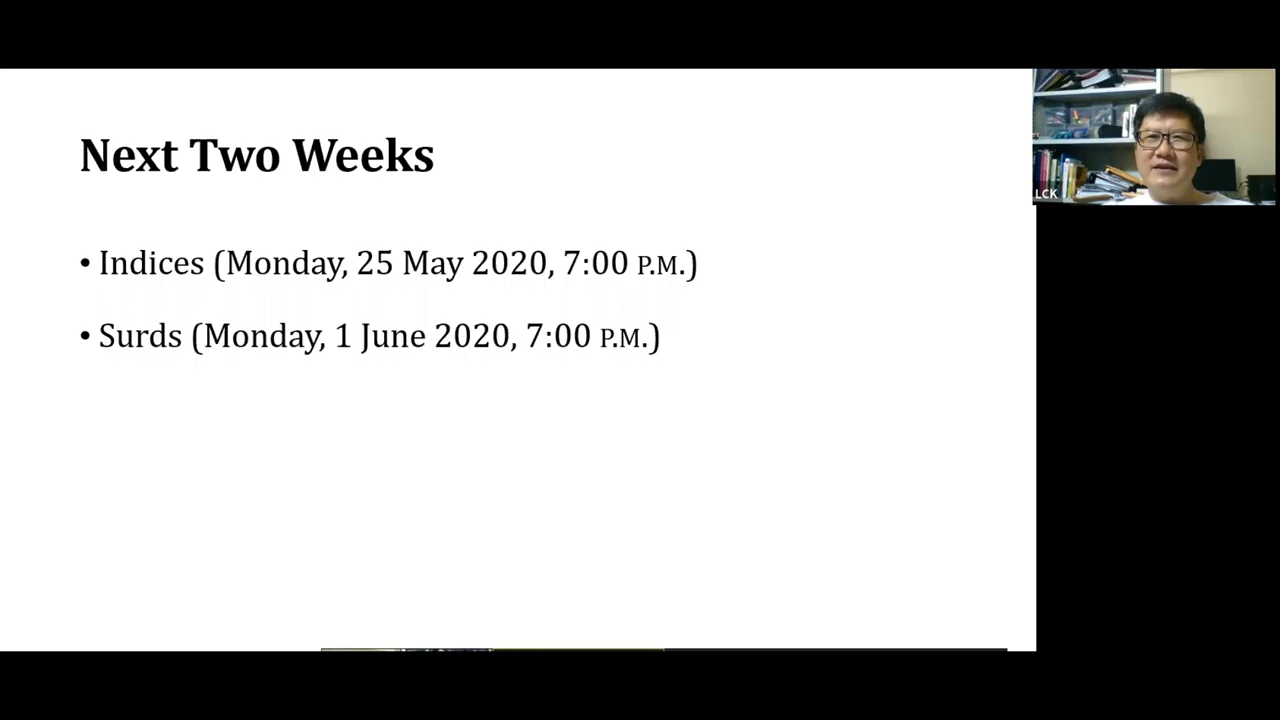 Next Two Weeks
• Indices (Monday, 25 May 2020, 7:00 P.M.)
• Surds (Monday, 1 June 2020, 7:00 P.M.)
LCK